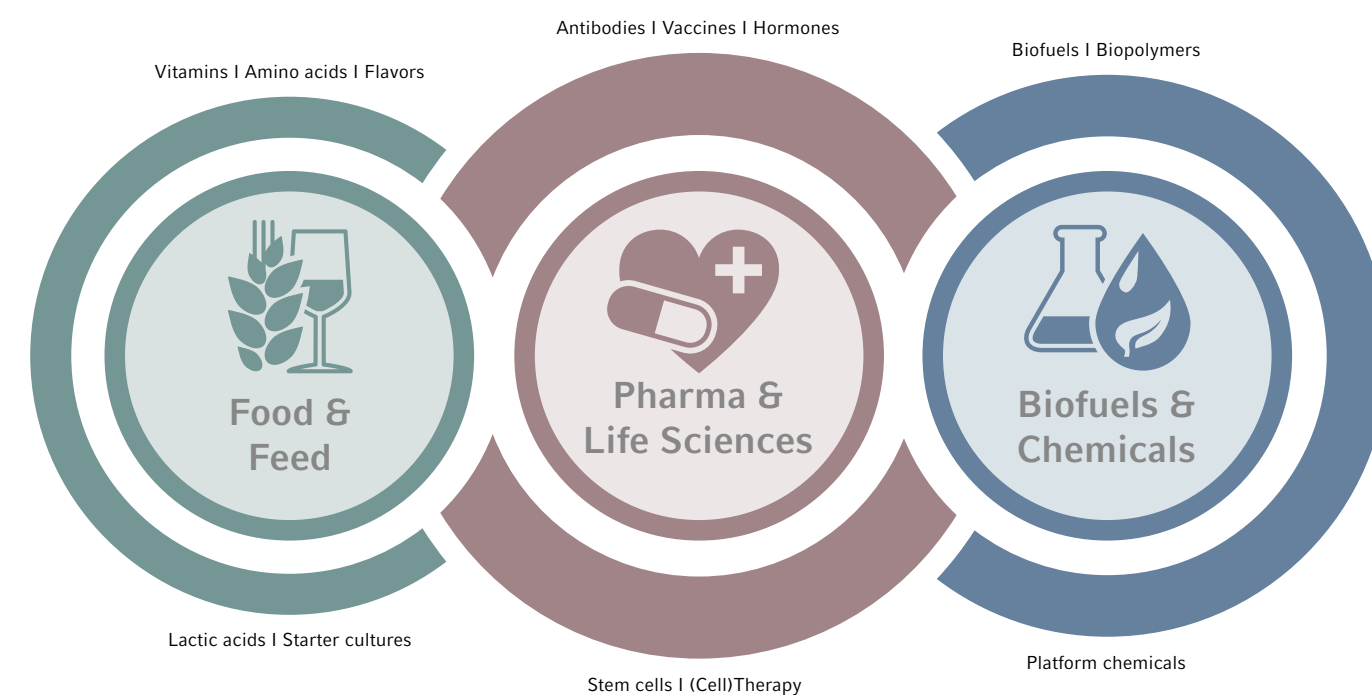 Antibodies I Vaccines I Hormones
Vitamins I Amino acids I Flavors
Biofuels I Biopolymers
Food &
Feed
Pharma &
Life Sciences
Biofuels &
Chemicals
Lactic acids I Starter cultures
Stem cells I (Cell)Therapy
Platform chemicals